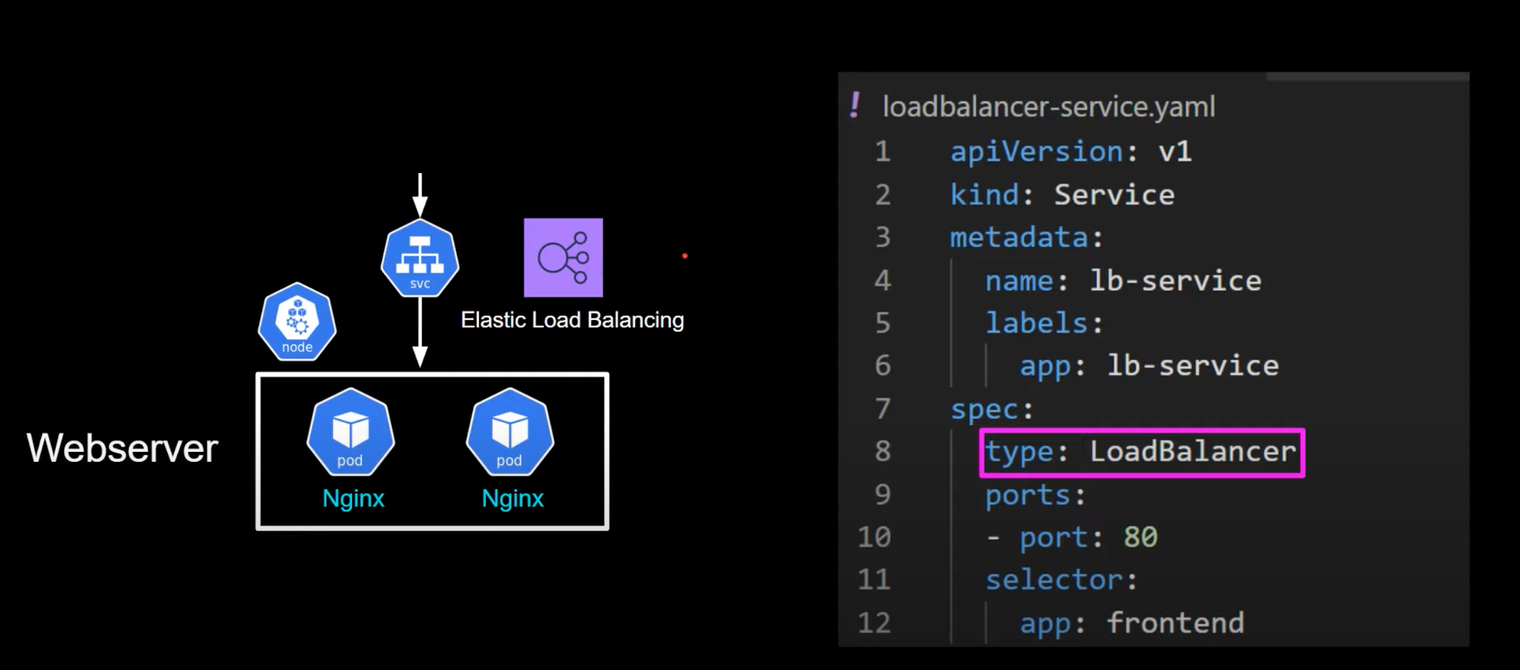 svc
Elastic Load Balancing
node
Webserver
pod
pod
Nginx
Nginx
! loadbalancer-service.yaml
1 apiVersion: v1
2 kind: Service
3 metadata:
4 name: lb-service
5 labels:
6 app: lb-service
7 spec:
8 type: LoadBalancer
9 ports:
10 - port: 80
11 selector:
12 app: frontend